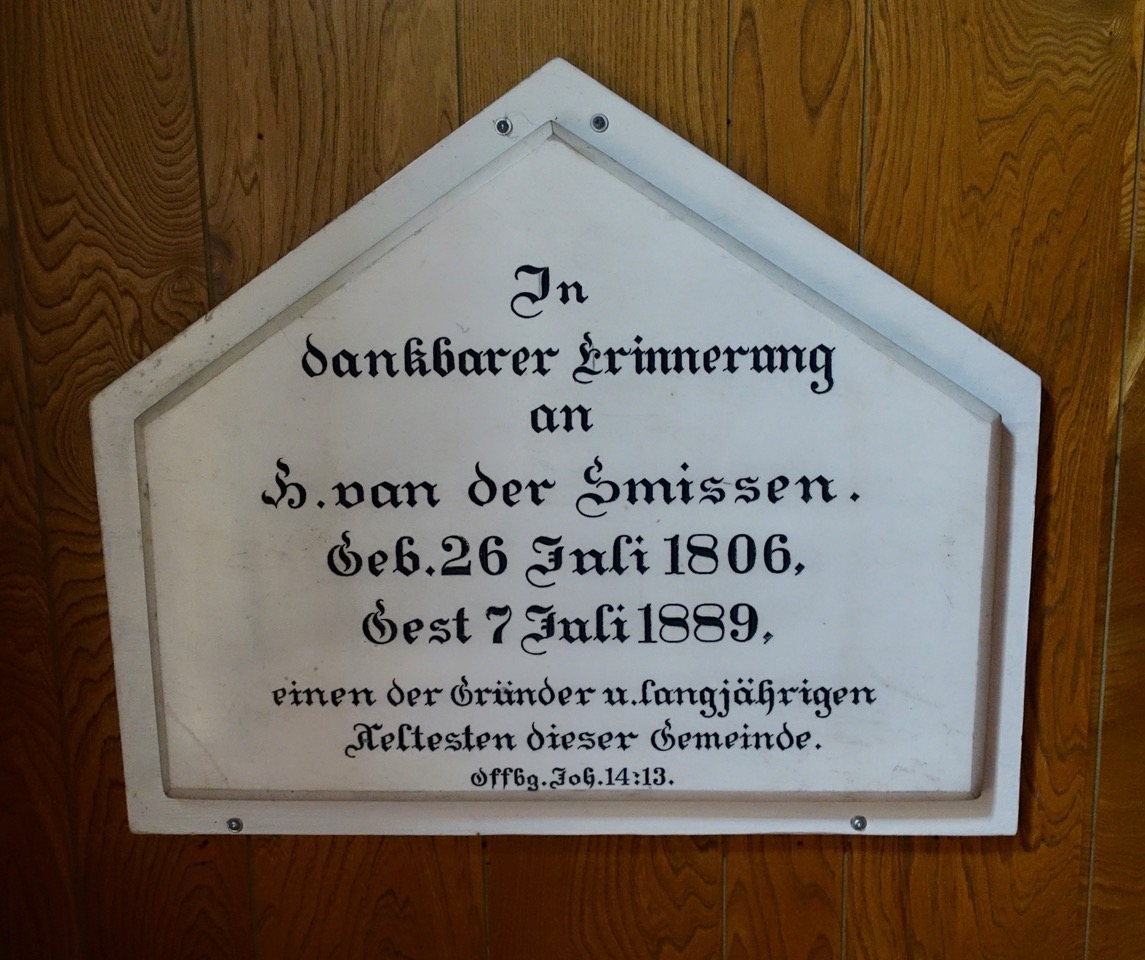 In
dankbarer Erinnerung
an
H. van der Smissen.
Geb. 26 Juli 1806,
Gest 7 Juli 1889,
einen der Gründer u. langjährigen
Aeltesten dieser Gemeinde.
Offbg. Joh. 14:13.